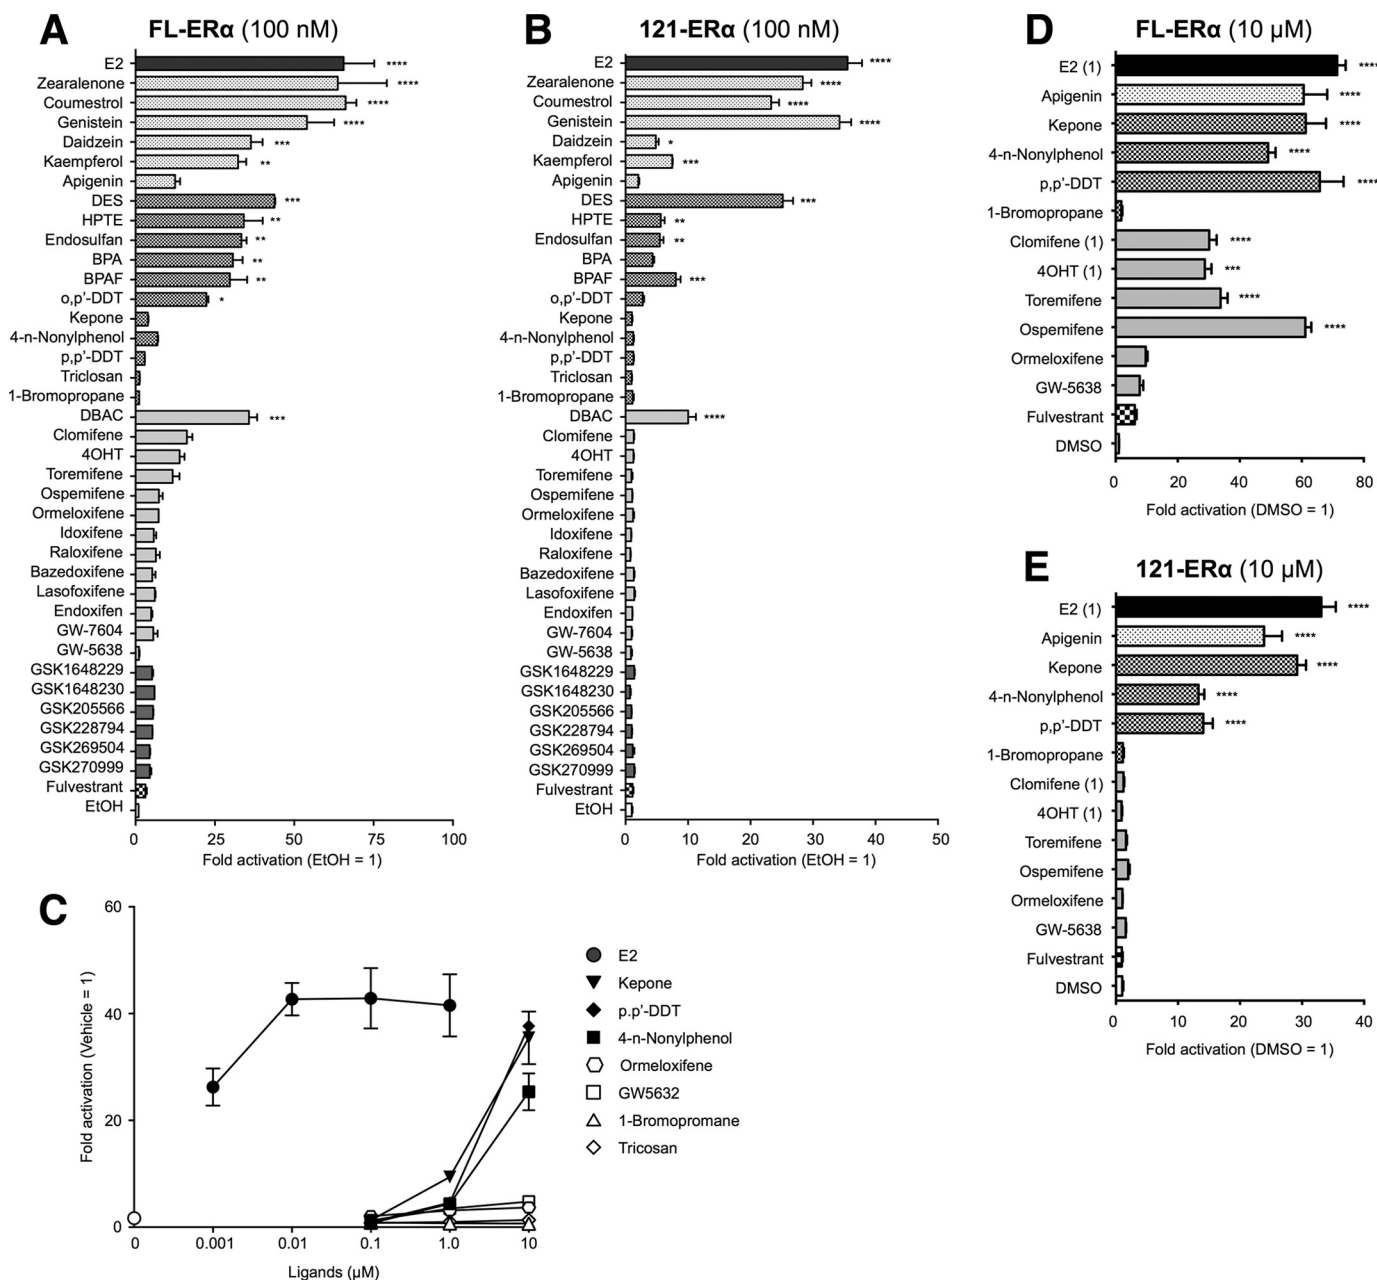 A
FL-ERα (100 nM)
E2
****
Zearalenone
****
Coumestrol
****
Genistein
****
Daidzein
***
Kaempferol
**
Apigenin
DES
***
HPTE
**
Endosulfan
**
BPA
**
BPAF
**
o,p'-DDT
*
Kepone
4-n-Nonylphenol
p,p'-DDT
Triclosan
1-Bromopropane
DBAC
***
Clomifene
4OHT
Toremifene
Ospemifene
Ormeloxifene
Idoxifene
Raloxifene
Bazedoxifene
Lasofoxifene
Endoxifen
GW-7604
GW-5638
GSK1648229
GSK1648230
GSK205566
GSK228794
GSK269504
GSK270999
Fulvestrant
EtOH
0 25 50 75 100
Fold activation (EtOH = 1)
B
121-ERα (100 nM)
E2
****
Zearalenone
****
Coumestrol
****
Genistein
****
Daidzein
*
Kaempferol
***
Apigenin
DES
***
HPTE
**
Endosulfan
**
BPA
BPAF
***
o,p'-DDT
Kepone
4-n-Nonylphenol
p,p'-DDT
Triclosan
1-Bromopropane
DBAC
****
Clomifene
4OHT
Toremifene
Ospemifene
Ormeloxifene
Idoxifene
Raloxifene
Bazedoxifene
Lasofoxifene
Endoxifen
GW-7604
GW-5638
GSK1648229
GSK1648230
GSK205566
GSK228794
GSK269504
GSK270999
Fulvestrant
EtOH
0 10 20 30 40 50
Fold activation (EtOH = 1)
C
60
40
20
0
Fold activation (Vehicle = 1)
0 0.001 0.01 0.1 1.0 10
Ligands (µM)
E2
Kepone
p.p'-DDT
4-n-Nonylphenol
Ormeloxifene
GW5632
1-Bromopromane
Tricosan
D
FL-ERα (10 µM)
E2 (1)
****
Apigenin
****
Kepone
****
4-n-Nonylphenol
****
p,p'-DDT
****
1-Bromopropane
Clomifene (1)
****
4OHT (1)
***
Toremifene
****
Ospemifene
****
Ormeloxifene
GW-5638
Fulvestrant
DMSO
0 20 40 60 80
Fold activation (DMSO = 1)
E
121-ERα (10 µM)
E2 (1)
****
Apigenin
****
Kepone
****
4-n-Nonylphenol
****
p,p'-DDT
****
1-Bromopropane
Clomifene (1)
4OHT (1)
Toremifene
Ospemifene
Ormeloxifene
GW-5638
Fulvestrant
DMSO
0 10 20 30 40
Fold activation (DMSO = 1)